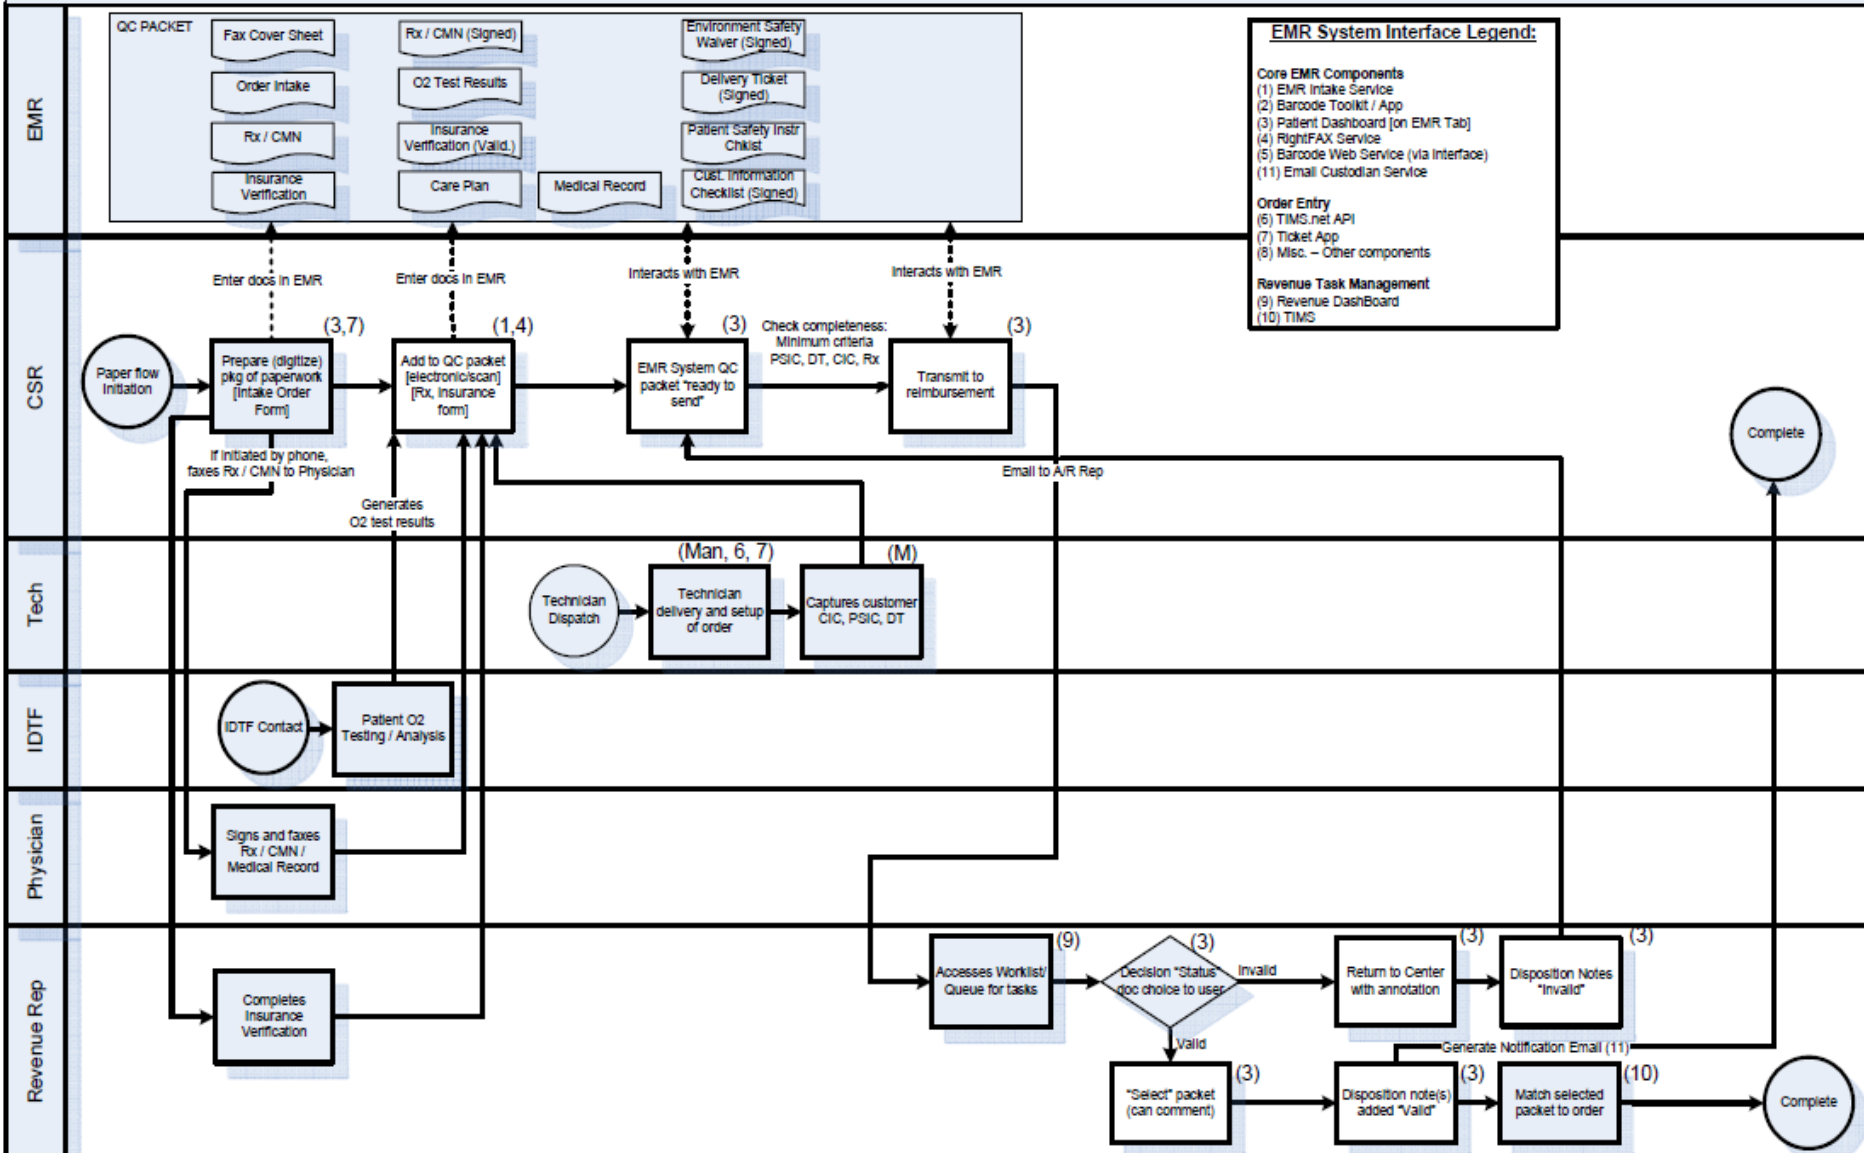 EMR
QC PACKET
Fax Cover Sheet
Order Intake
Rx / CMN
Insurance
Verification
Rx / CMN (Signed)
O2 Test Results
Insurance
Verification (Valid.)
Care Plan
Medical Record
Environment Safety
Waiver (Signed)
Delivery Ticket
(Signed)
Patient Safety Instr
Chklst
Cust. Information
Checklist (Signed)
EMR System Interface Legend:
Core EMR Components
(1) EMR Intake Service
(2) Barcode Toolkit / App
(3) Patient Dashboard [on EMR Tab]
(4) RightFAX Service
(5) Barcode Web Service (via Interface)
(11) Email Custodian Service
Order Entry
(6) TIMS.net API
(7) Ticket App
(8) Misc. – Other components
Revenue Task Management
(9) Revenue DashBoard
(10) TIMS
CSR
Enter docs in EMR
Enter docs in EMR
Interacts with EMR
Interacts with EMR
Paper flow
Initiation
(3,7)
Prepare (digitize)
pkg of paperwork
[Intake Order
Form]
(1,4)
Add to QC packet
[electronic/scan]
[Rx, Insurance
form]
(3)
EMR System QC
packet "ready to
send"
Check completeness:
Minimum criteria
PSIC, DT, CIC, Rx
(3)
Transmit to
reimbursement
Complete
If initiated by phone,
faxes Rx / CMN to Physician
Generates
O2 test results
Email to A/R Rep
Tech
Technician
Dispatch
(Man, 6, 7)
Technician
delivery and setup
of order
(M)
Captures customer
CIC, PSIC, DT
IDTF
IDTF Contact
Patient O2
Testing / Analysis
Physician
Signs and faxes
Rx / CMN /
Medical Record
Revenue Rep
Completes
Insurance
Verification
(9)
Accesses Worklist/
Queue for tasks
(3)
Decision "Status"
doc choice to user
Invalid
(3)
Return to Center
with annotation
(3)
Disposition Notes
"Invalid"
Valid
Generate Notification Email (11)
(3)
"Select" packet
(can comment)
(3)
Disposition note(s)
added "Valid"
(10)
Match selected
packet to order
Complete